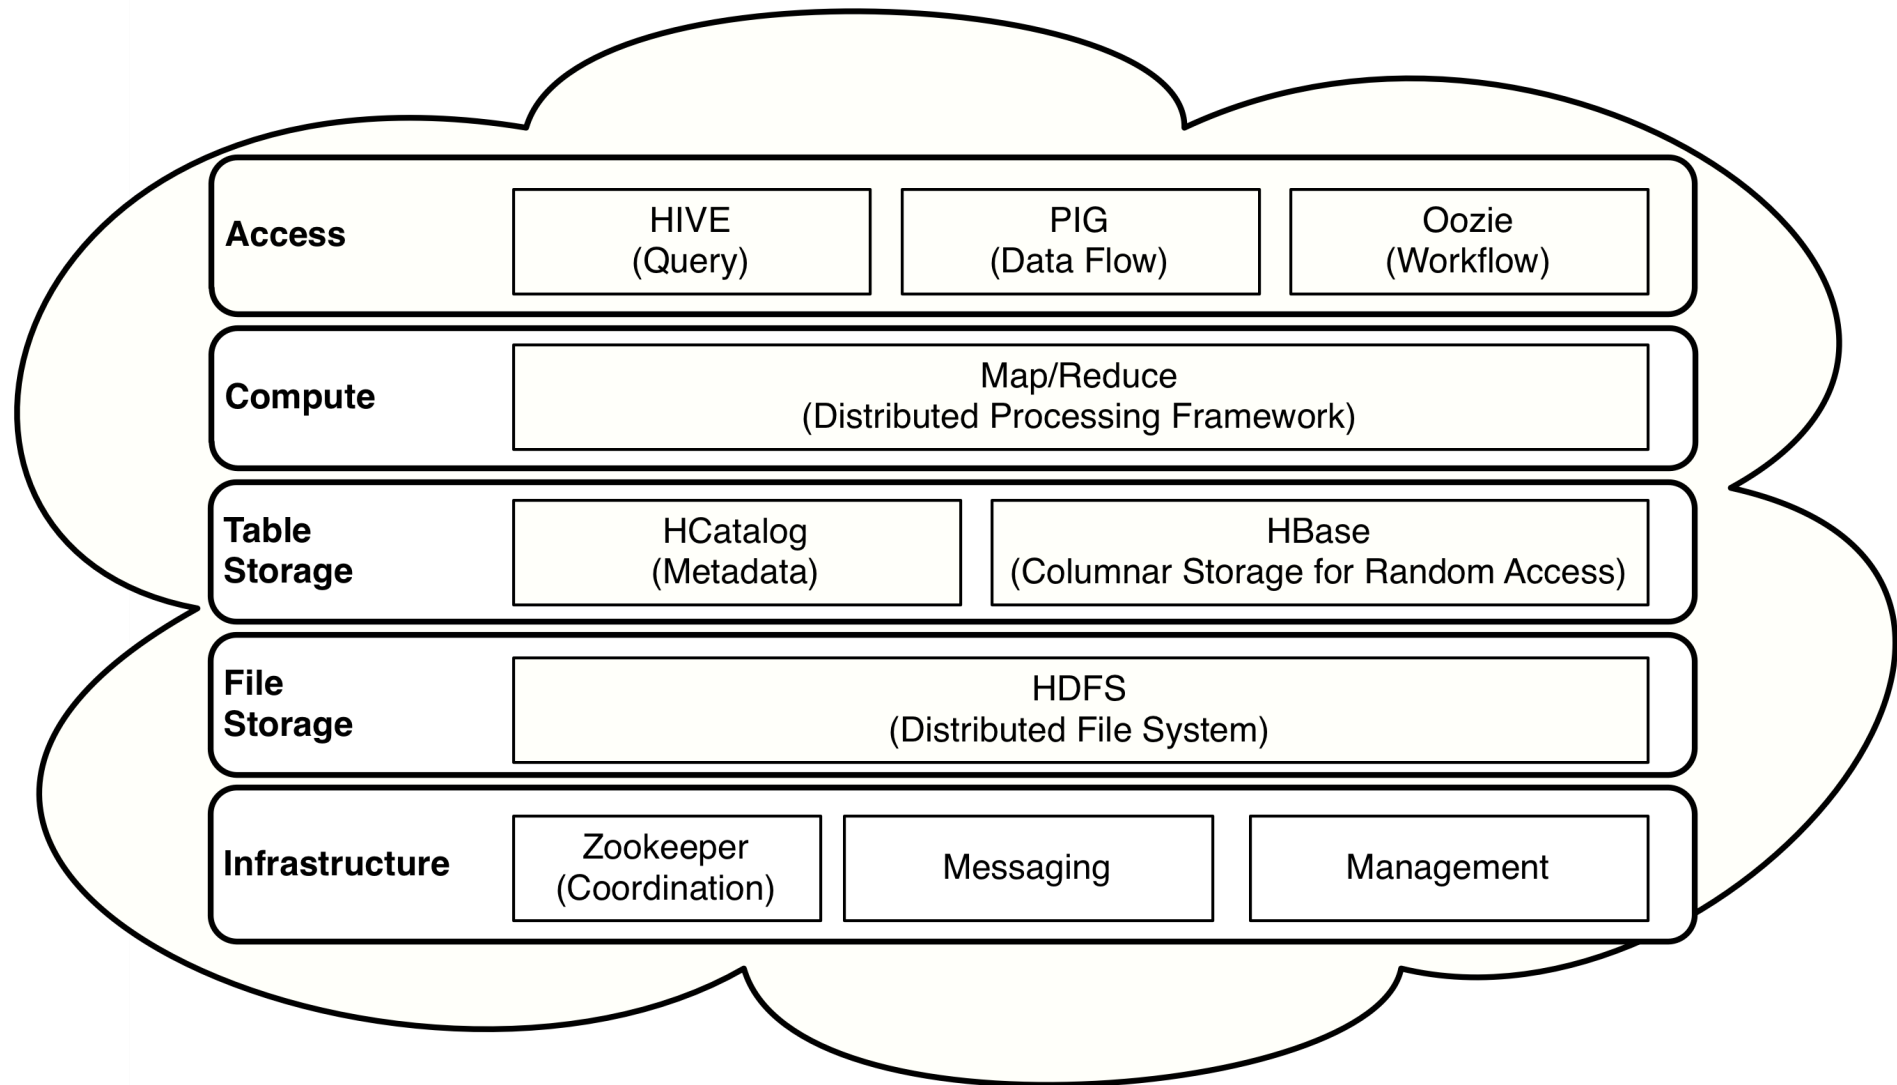 Access
HIVE
(Query)
PIG
(Data Flow)
Oozie
(Workflow)
Compute
Map/Reduce
(Distributed Processing Framework)
Table
Storage
HCatalog
(Metadata)
HBase
(Columnar Storage for Random Access)
File
Storage
HDFS
(Distributed File System)
Infrastructure
Zookeeper
(Coordination)
Messaging
Management